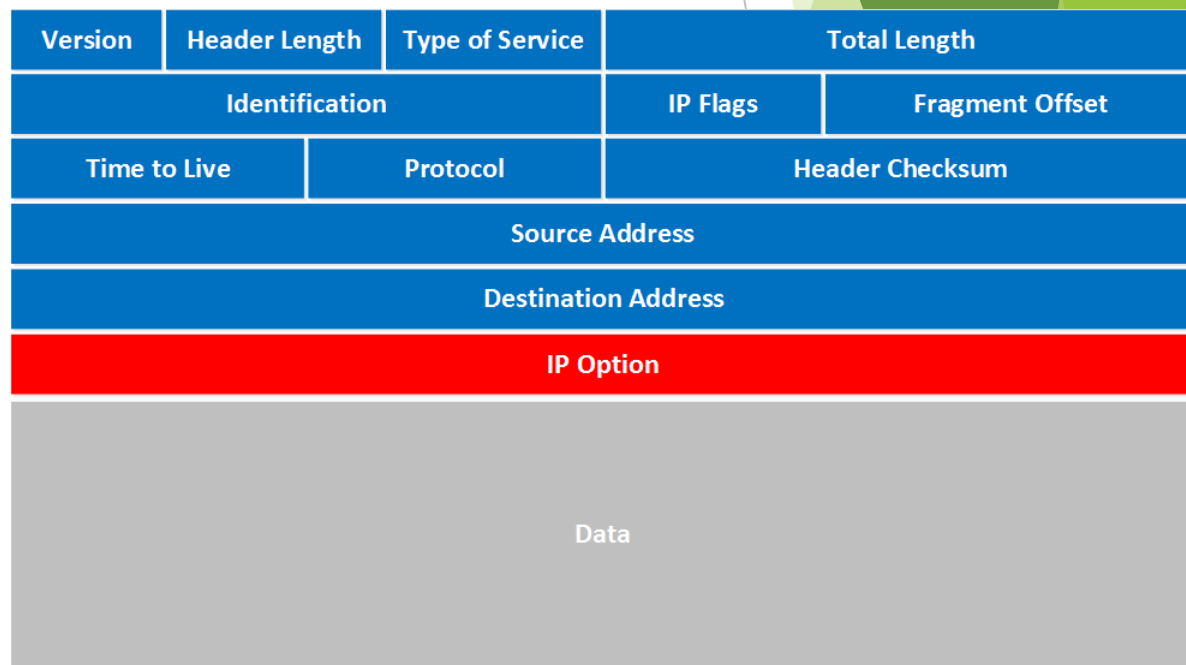 Version Header Length Type of Service Total Length
Identification IP Flags Fragment Offset
Time to Live Protocol Header Checksum
Source Address
Destination Address
IP Option
Data